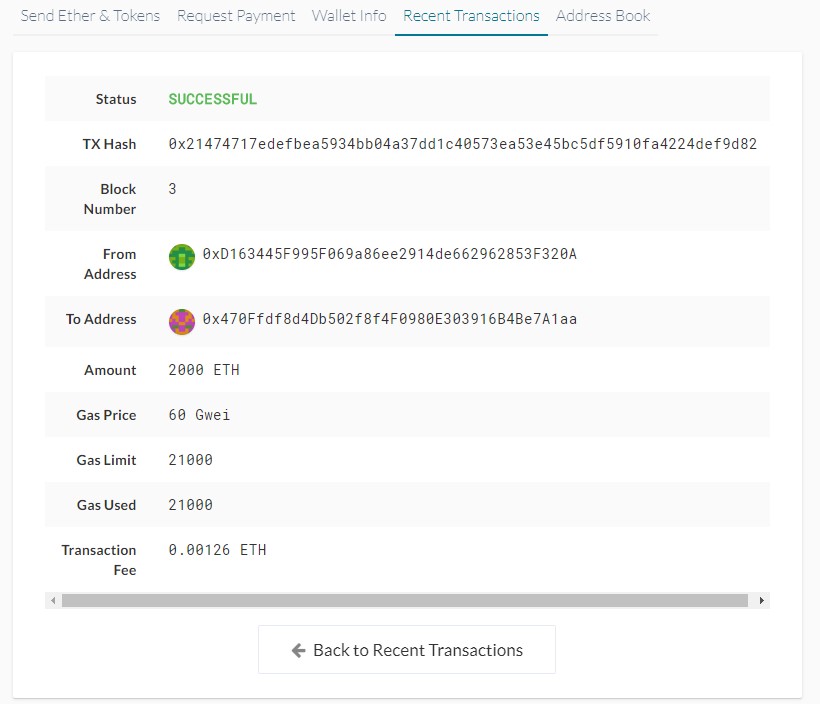 Send Ether & Tokens Request Payment Wallet Info Recent Transactions Address Book
Status SUCCESSFUL
TX Hash 0x21474717edefbea5934bb04a37dd1c40573ea53e45bc5df5910fa4224def9d82
Block Number 3
From Address 0xD163445F995F069a86ee2914de662962853F320A
To Address 0x470Ffdf8d4Db502f8f4F0980E303916B4Be7A1aa
Amount 2000 ETH
Gas Price 60 Gwei
Gas Limit 21000
Gas Used 21000
Transaction Fee 0.00126 ETH
Back to Recent Transactions